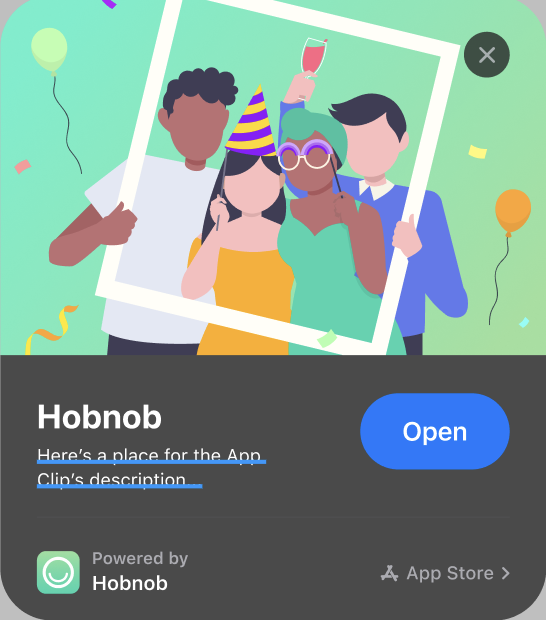 Hobnob
Open
Here's a place for the App
Clip's description
Powered by
Hobnob
App Store